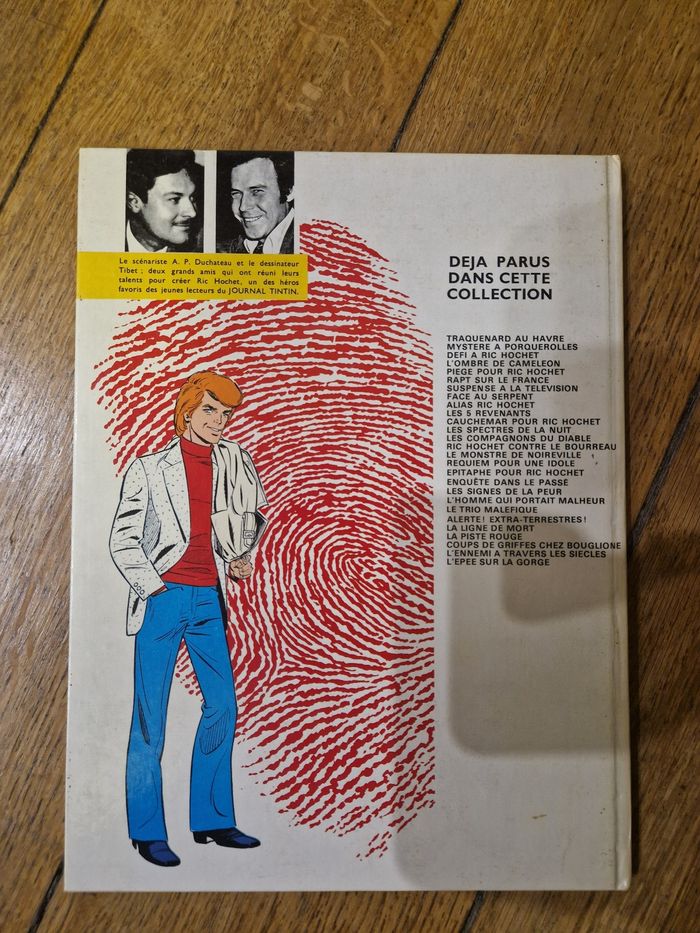 Le scénariste A. P. Duchateau et le dessinateur
Tibet ; deux grands amis qui ont réuni leurs
talents pour créer Ric Hochet, un des héros
favoris des jeunes lecteurs du JOURNAL TINTIN.
DEJA PARUS
DANS CETTE
COLLECTION
TRAQUENARD AU HAVRE
MYSTERE A PORQUEROLLES
DEFI A RIC HOCHET
L'OMBRE DE CAMELEON
PIEGE POUR RIC HOCHET
RAPT SUR LE FRANCE
SUSPENSE A LA TELEVISION
FACE AU SERPENT
ALIAS RIC HOCHET
LES 5 REVENANTS
CAUCHEMAR POUR RIC HOCHET
LES SPECTRES DE LA NUIT
LES COMPAGNONS DU DIABLE
RIC HOCHET CONTRE LE BOURREAU
LE MONSTRE DE NOIREVILLE
REQUIEM POUR UNE IDOLE
EPITAPHE POUR RIC HOCHET
ENQUÊTE DANS LE PASSÉ
LES SIGNES DE LA PEUR
L'HOMME QUI PORTAIT MALHEUR
LE TRIO MALEFIQUE
ALERTE! EXTRA-TERRESTRES!
LA LIGNE DE MORT
LA PISTE ROUGE
COUPS DE GRIFFES CHEZ BOUGLIONE
L'ENNEMI A TRAVERS LES SIECLES
L'EPEE SUR LA GORGE